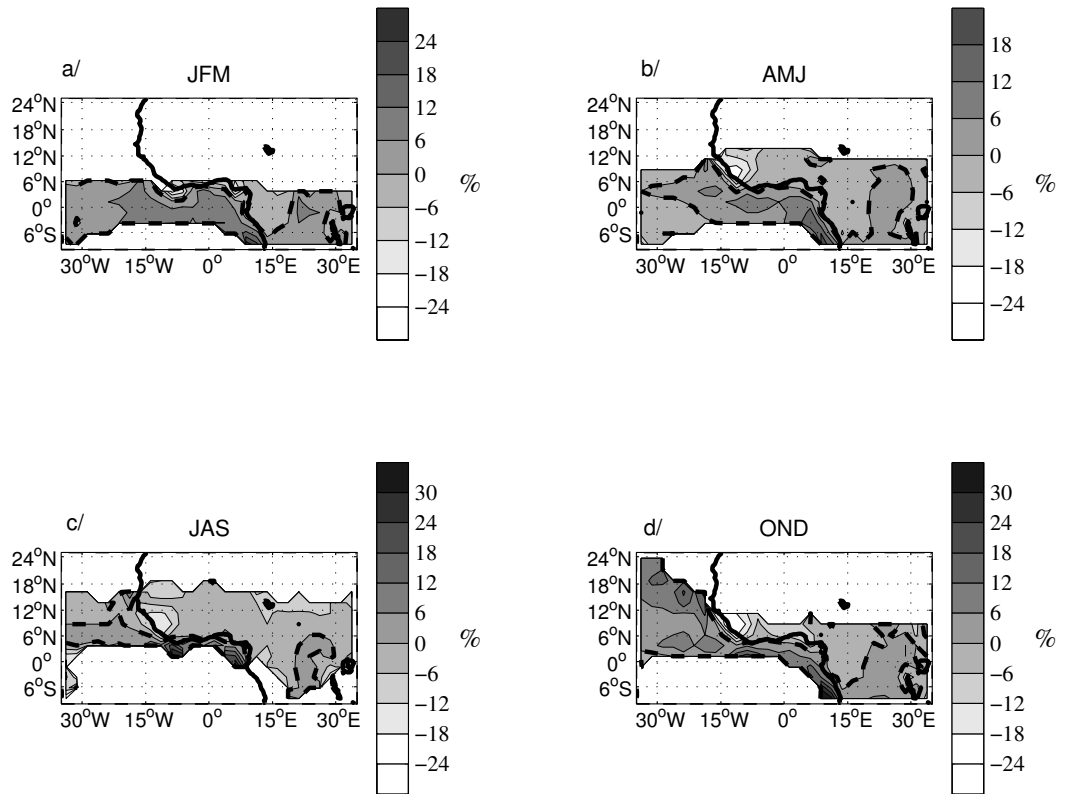 a/
JFM
24°N
18°N
12°N
6°N
0°
6°S
30°W
15°W
0°
15°E
30°E
24
18
12
6
0
−6
−12
−18
−24
%
b/
AMJ
24°N
18°N
12°N
6°N
0°
6°S
30°W
15°W
0°
15°E
30°E
18
12
6
0
−6
−12
−18
−24
%
c/
JAS
24°N
18°N
12°N
6°N
0°
6°S
30°W
15°W
0°
15°E
30°E
30
24
18
12
6
0
−6
−12
−18
−24
%
d/
OND
24°N
18°N
12°N
6°N
0°
6°S
30°W
15°W
0°
15°E
30°E
30
24
18
12
6
0
−6
−12
−18
−24
%